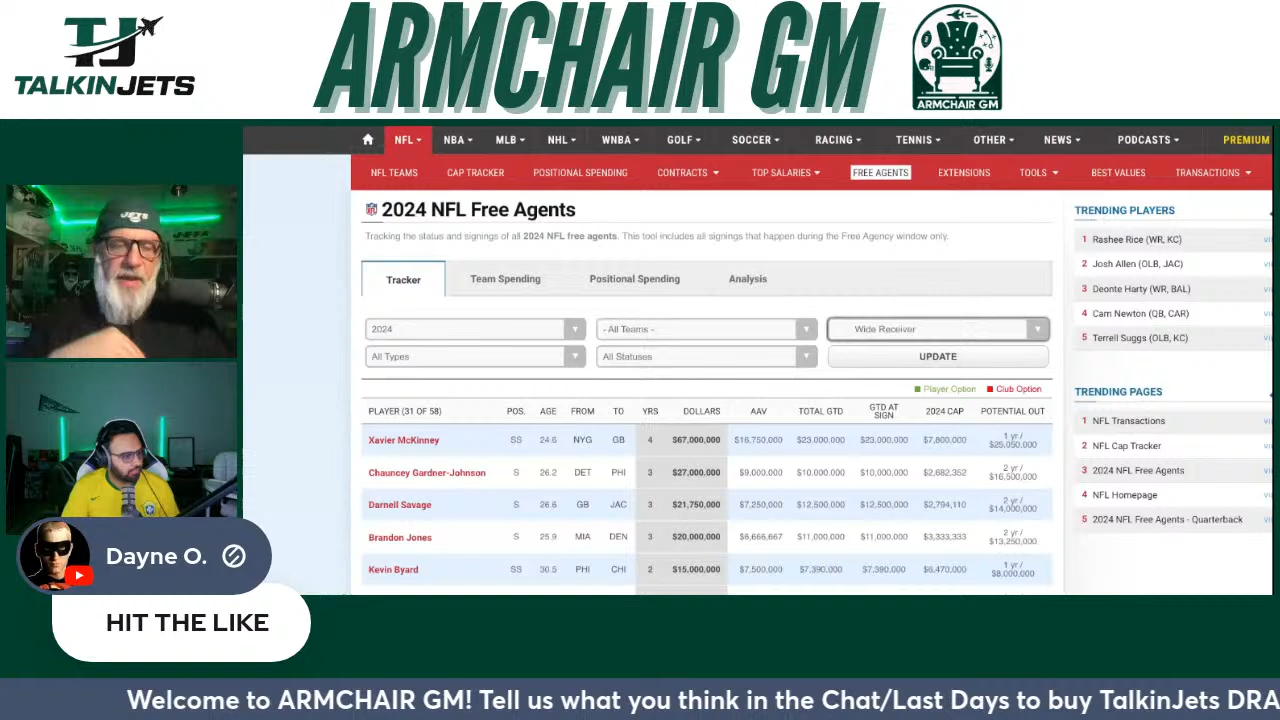 TJ
TALKINJETS
ARMCHAIR GM
ARMCHAIR GM
NFL NBA MLB NHL WNBA GOLF SOCCER RACING TENNIS OTHER NEWS PODCASTS PREMIUM
NFL TEAMS CAP TRACKER POSITIONAL SPENDING CONTRACTS TOP SALARIES FREE AGENTS EXTENSIONS TOOLS BEST VALUES TRANSACTIONS
2024 NFL Free Agents
Tracking the status and signings of all 2024 NFL free agents. This tool includes all signings that happen during the Free Agency window only.
Tracker Team Spending Positional Spending Analysis
2024 - All Teams - Wide Receiver
All Types All Statuses UPDATE
Player Option Club Option
PLAYER (31 OF 58) POS. AGE FROM TO YRS DOLLARS AAV TOTAL GTD GTD AT SIGN 2024 CAP POTENTIAL OUT
Xavier McKinney SS 24.6 NYG GB 4 $67,000,000 $16,750,000 $23,000,000 $23,000,000 $7,800,000 1 yr / $25,050,000
Chauncey Gardner-Johnson S 26.2 DET PHI 3 $27,000,000 $9,000,000 $10,000,000 $10,000,000 $2,682,352 2 yr / $16,500,000
Darnell Savage S 26.6 GB JAC 3 $21,750,000 $7,250,000 $12,500,000 $12,500,000 $2,794,110 2 yr / $14,000,000
Brandon Jones S 25.9 MIA DEN 3 $20,000,000 $6,666,667 $11,000,000 $11,000,000 $3,333,333 2 yr / $13,250,000
Kevin Byard SS 30.5 PHI CHI 2 $15,000,000 $7,500,000 $7,390,000 $7,390,000 $6,470,000 1 yr / $8,000,000
TRENDING PLAYERS
1 Rashee Rice (WR, KC)
2 Josh Allen (OLB, JAC)
3 Deonte Harty (WR, BAL)
4 Cam Newton (QB, CAR)
5 Terrell Suggs (OLB, KC)
TRENDING PAGES
1 NFL Transactions
2 NFL Cap Tracker
3 2024 NFL Free Agents
4 NFL Homepage
5 2024 NFL Free Agents - Quarterback
JETS
Dayne O.
HIT THE LIKE
Welcome to ARMCHAIR GM! Tell us what you think in the Chat/Last Days to buy TalkinJets DRA